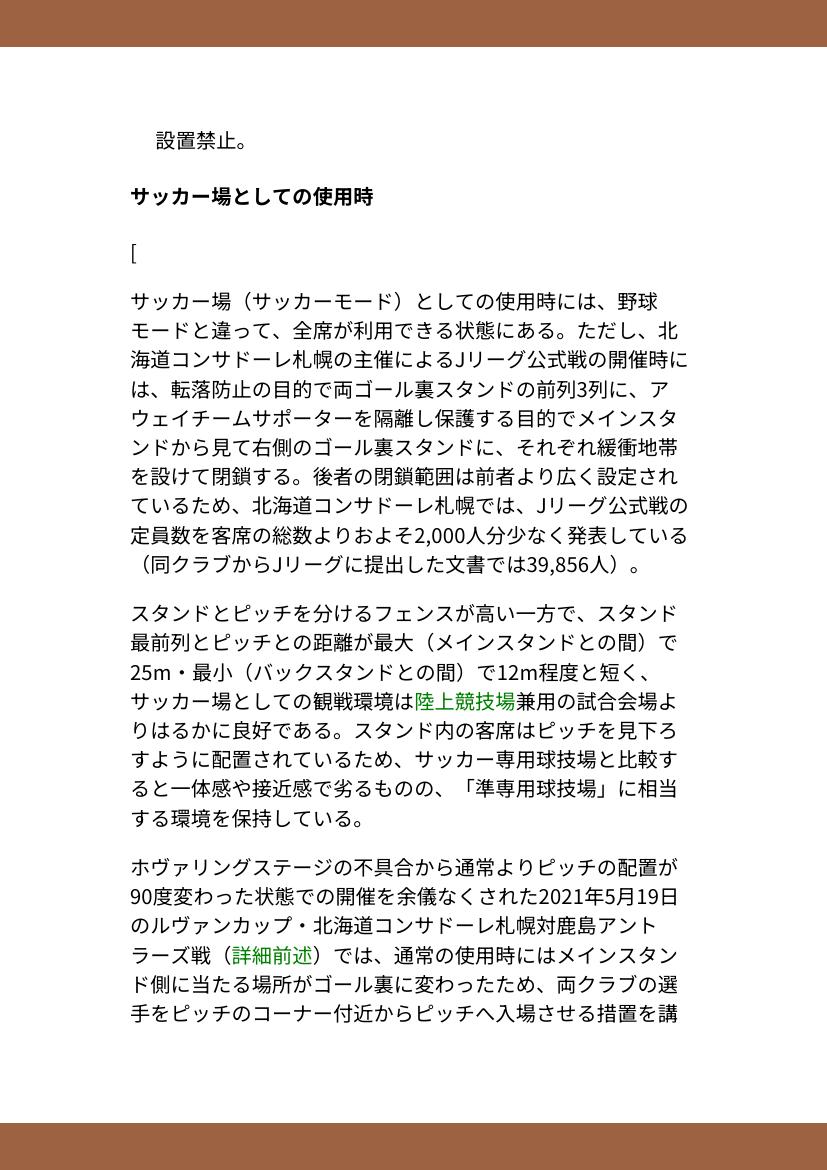 設置禁止。
サッカー場としての使用時
[
サッカー場（サッカーモード）としての使用時には、野球
モードと違って、全席が利用できる状態にある。ただし、北
海道コンサドーレ札幌の主催によるJリーグ公式戦の開催時に
は、転落防止の目的で両ゴール裏スタンドの前列3列に、ア
ウェイチームサポーターを隔離し保護する目的でメインスタ
ンドから見て右側のゴール裏スタンドに、それぞれ緩衝地帯
を設けて閉鎖する。後者の閉鎖範囲は前者より広く設定され
ているため、北海道コンサドーレ札幌では、Jリーグ公式戦の
定員数を客席の総数よりおよそ2,000人分少なく発表している
（同クラブからJリーグに提出した文書では39,856人）。
スタンドとピッチを分けるフェンスが高い一方で、スタンド
最前列とピッチとの距離が最大（メインスタンドとの間）で
25m・最小（バックスタンドとの間）で12m程度と短く、
サッカー場としての観戦環境は陸上競技場兼用の試合会場よ
りはるかに良好である。スタンド内の客席はピッチを見下ろ
すように配置されているため、サッカー専用球技場と比較す
ると一体感や接近感で劣るものの、「準専用球技場」に相当
する環境を保持している。
ホヴァリングステージの不具合から通常よりピッチの配置が
90度変わった状態での開催を余儀なくされた2021年5月19日
のルヴァンカップ・北海道コンサドーレ札幌対鹿島アント
ラーズ戦（詳細前述）では、通常の使用時にはメインスタン
ド側に当たる場所がゴール裏に変わったため、両クラブの選
手をピッチのコーナー付近からピッチへ入場させる措置を講